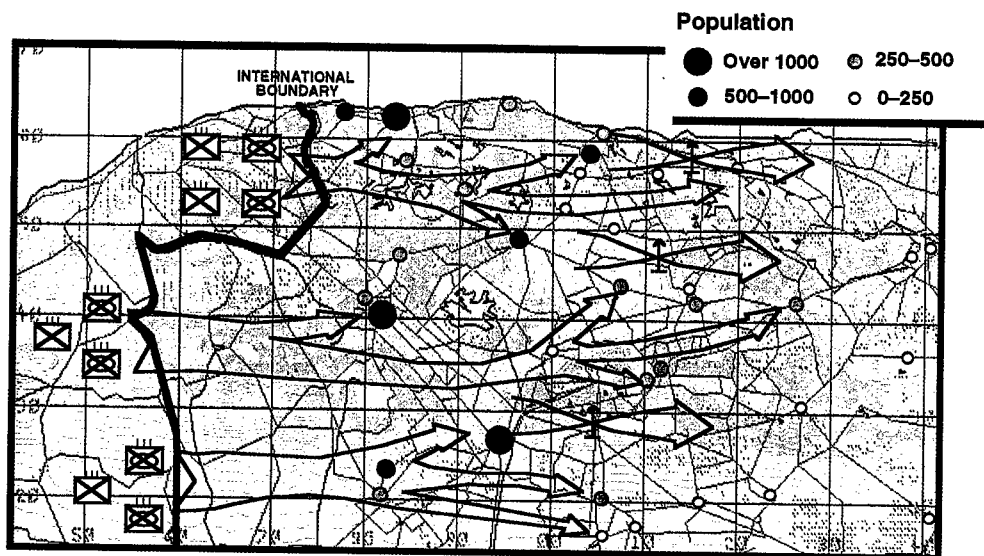 Population
Over 1000
250–500
500–1000
0–250
INTERNATIONAL
BOUNDARY